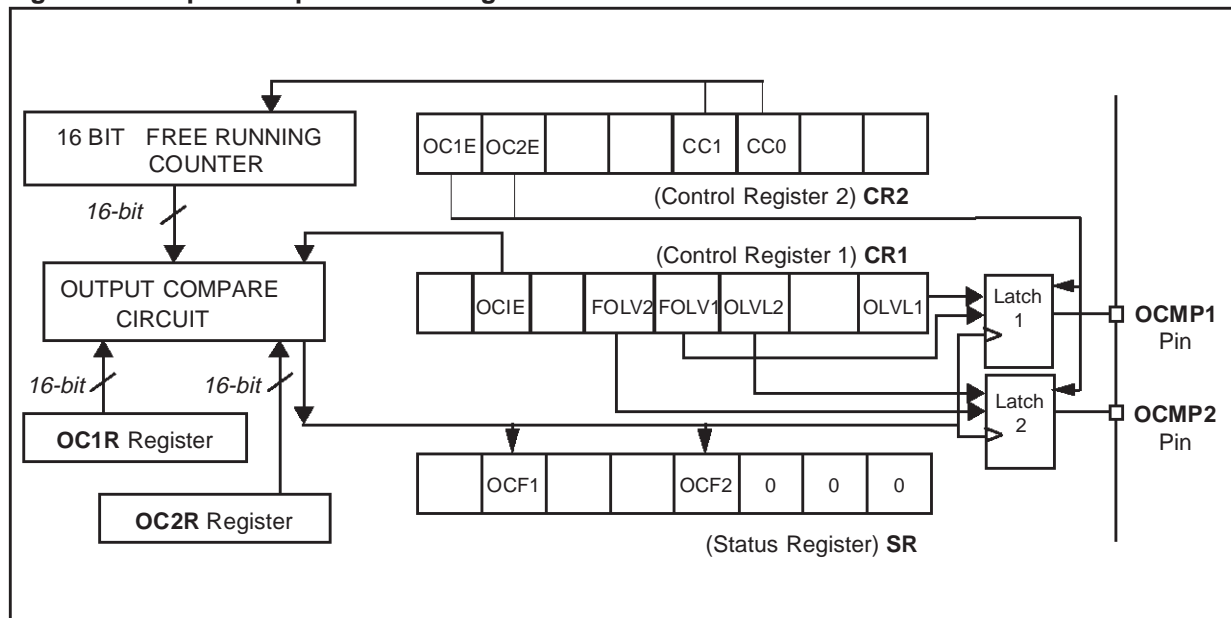 16 BIT FREE RUNNING
COUNTER
16-bit
OC1E OC2E CC1 CC0
(Control Register 2) CR2
(Control Register 1) CR1
OUTPUT COMPARE
CIRCUIT
OCIE FOLV2 FOLV1 OLVL2 OLVL1
Latch
1
OCMP1
Pin
16-bit
16-bit
Latch
2
OCMP2
Pin
OC1R Register
OCF1 OCF2 0 0 0
OC2R Register
(Status Register) SR